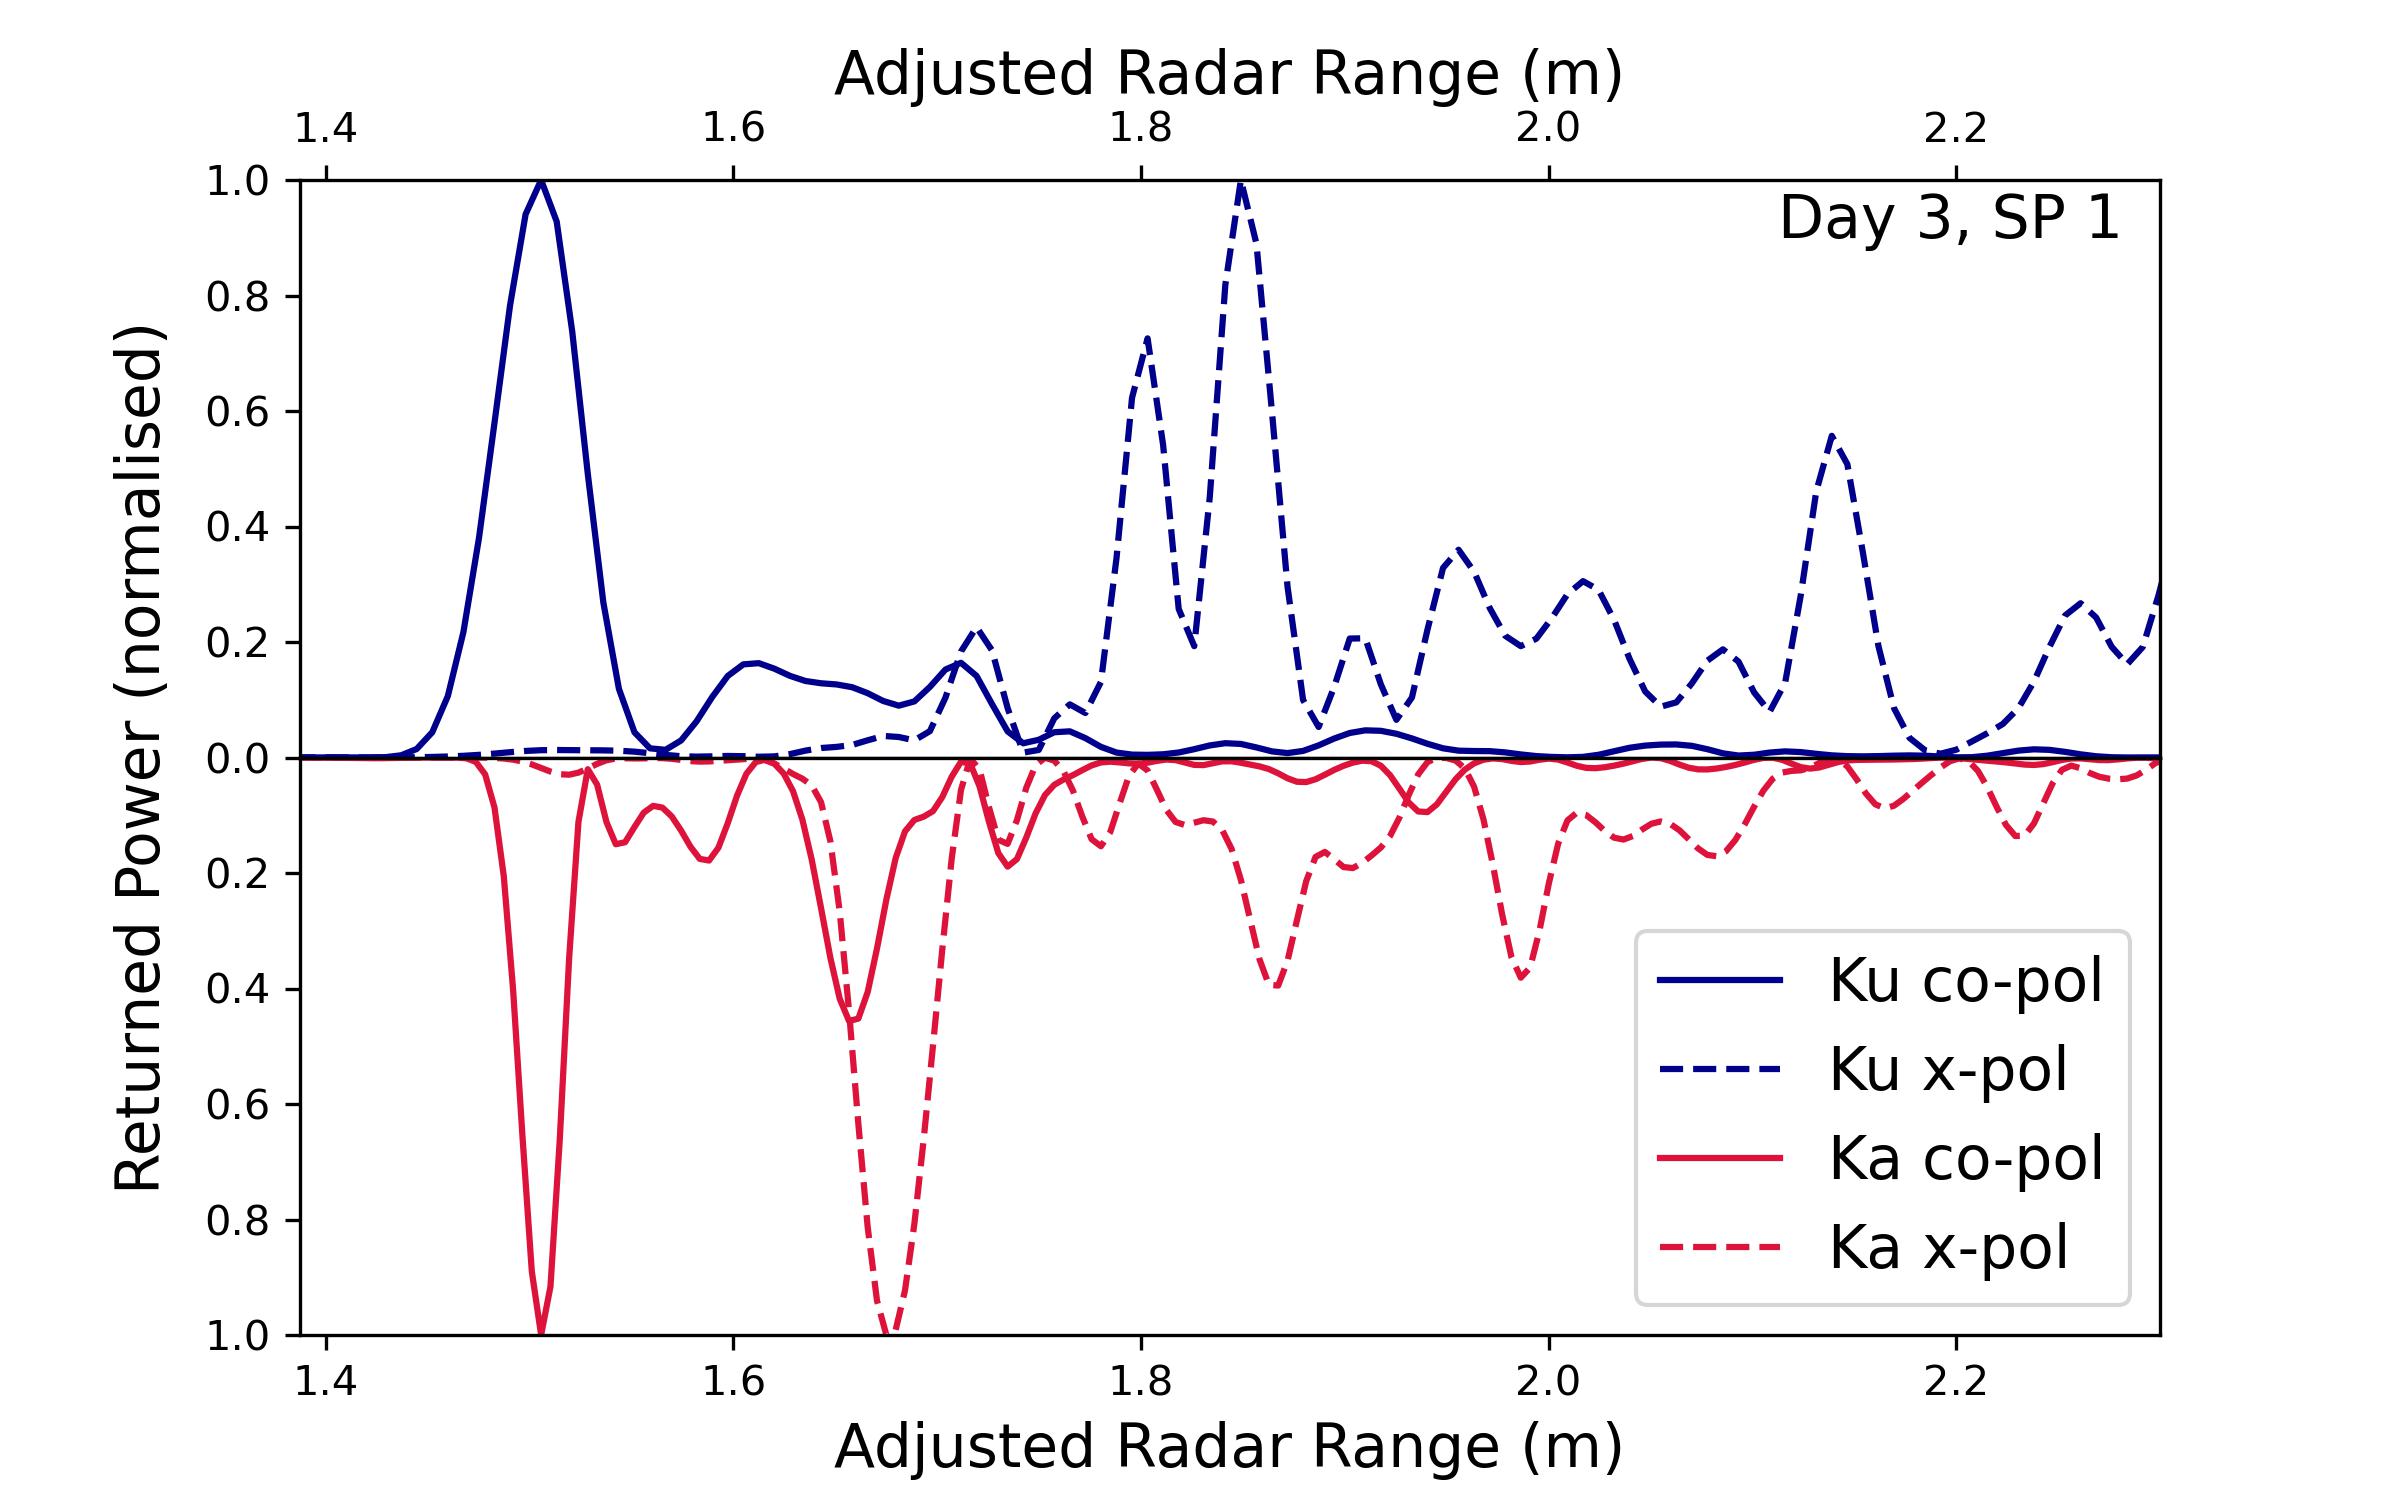 Adjusted Radar Range (m)
1.4 1.6 1.8 2.0 2.2
Day 3, SP 1
Returned Power (normalised)
1.0
0.8
0.6
0.4
0.2
0.0
0.2
0.4
0.6
0.8
1.0
Ku co-pol
Ku x-pol
Ka co-pol
Ka x-pol
1.4 1.6 1.8 2.0 2.2
Adjusted Radar Range (m)